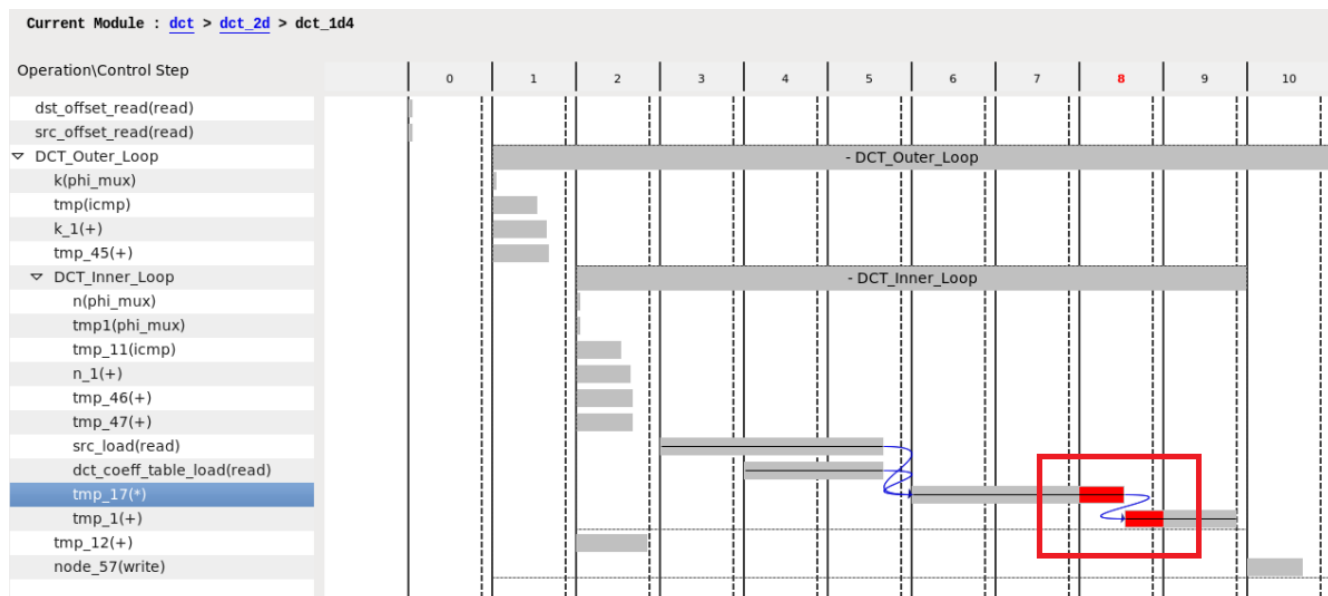 Current Module : dct > dct_2d > dct_1d4
Operation\Control Step 0 1 2 3 4 5 6 7 8 9 10
dst_offset_read(read)
src_offset_read(read)
DCT_Outer_Loop - DCT_Outer_Loop
k(phi_mux)
tmp(icmp)
k_1(+)
tmp_45(+)
DCT_Inner_Loop - DCT_Inner_Loop
n(phi_mux)
tmp1(phi_mux)
tmp_11(icmp)
n_1(+)
tmp_46(+)
tmp_47(+)
src_load(read)
dct_coeff_table_load(read)
tmp_17(*)
tmp_1(+)
tmp_12(+)
node_57(write)